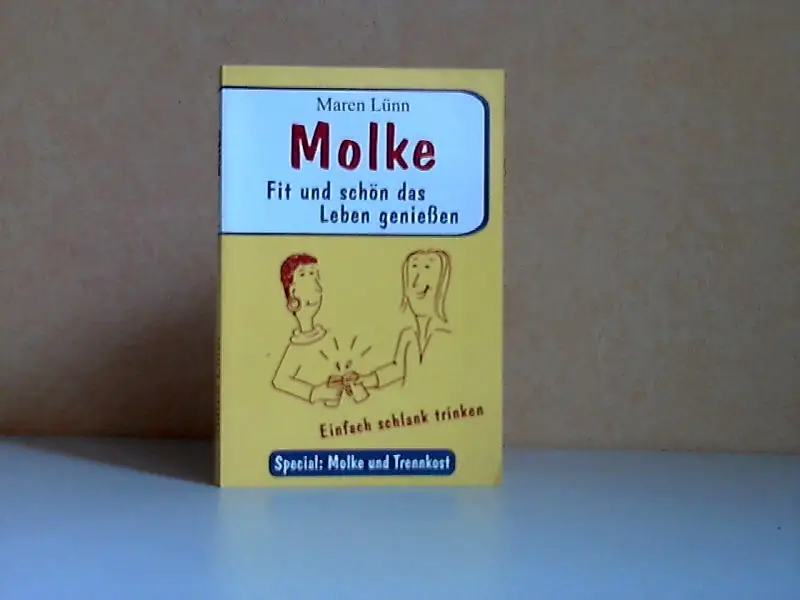 Maren Lünn
Molke
Fit und schön das
Leben genießen
Einfach schlank trinken
Special: Molke und Trennkost